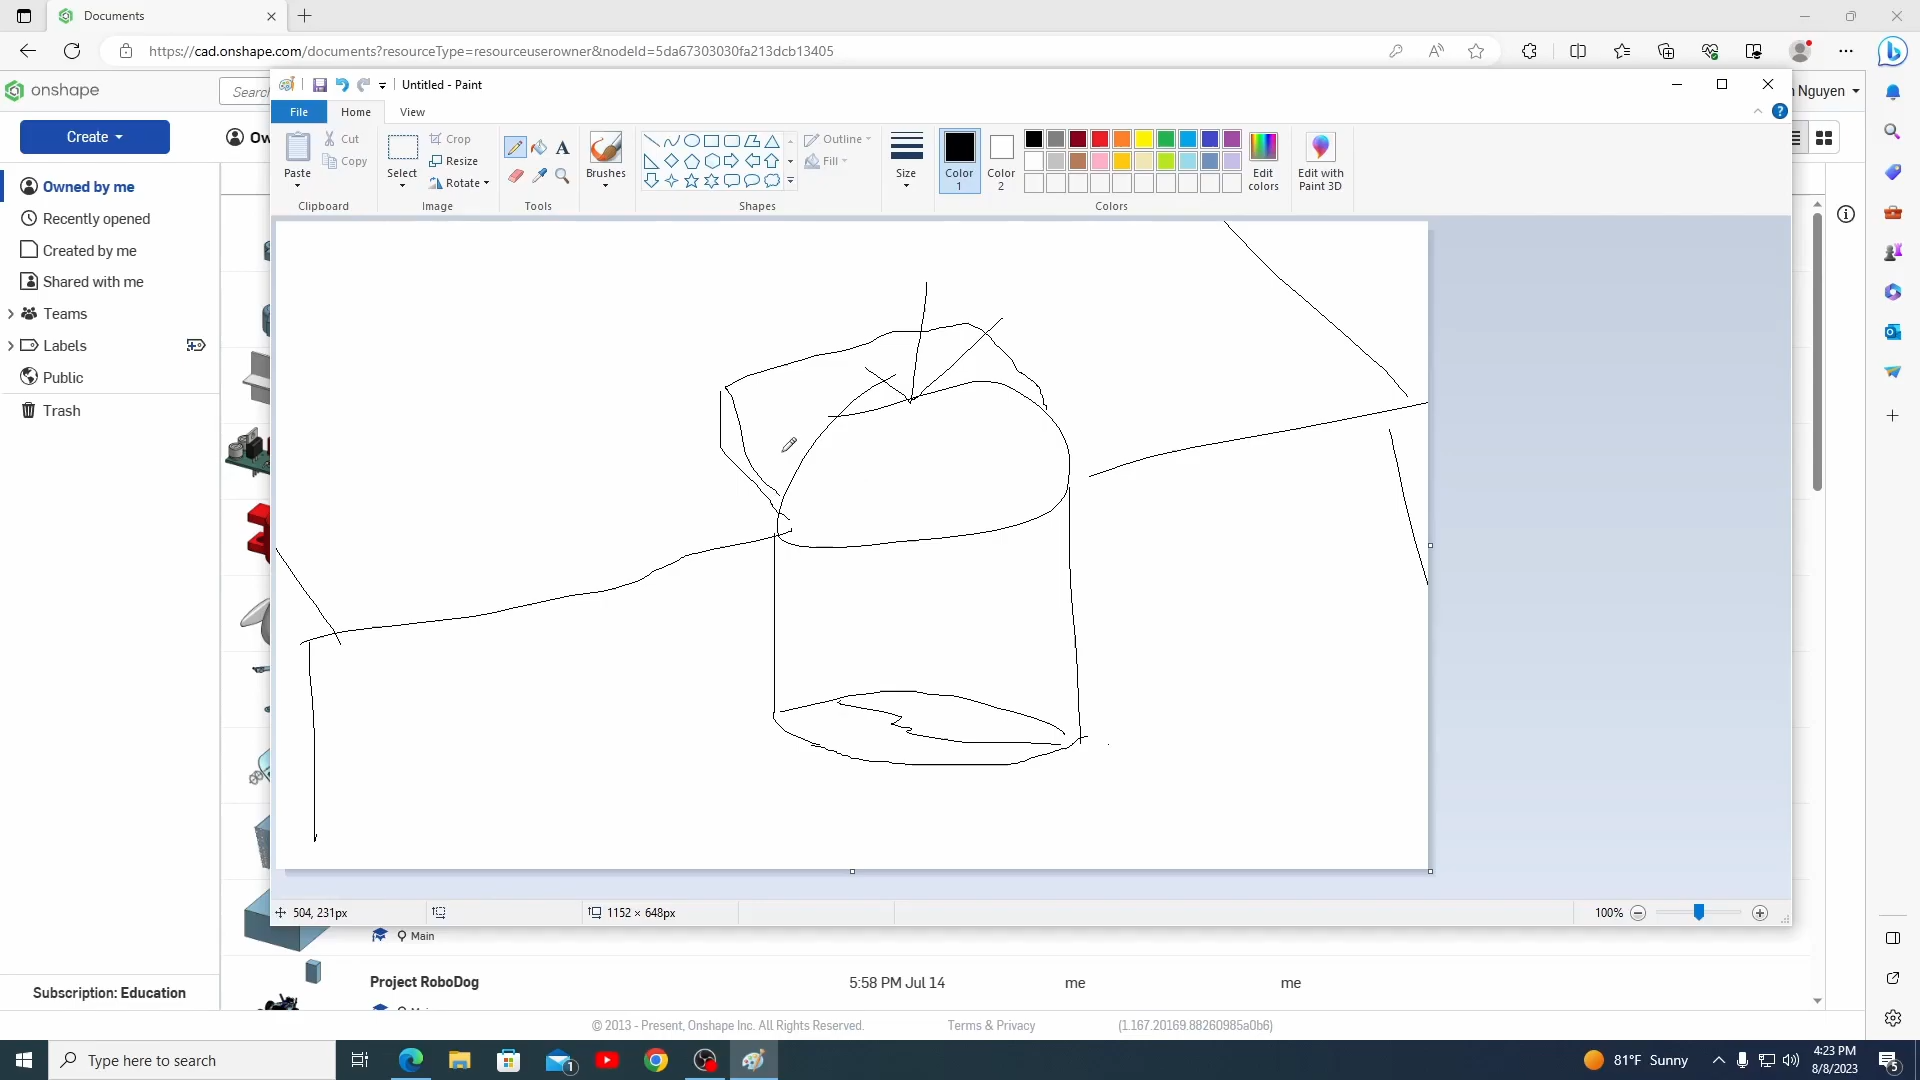 Documents
https://cad.onshape.com/documents?resourceType=resourceuserowner&nodeId=5da67303030fa213dcb13405
onshape
Untitled - Paint
Nguyen
File
Home
View
Create
Paste
Cut
Copy
Clipboard
Select
Crop
Resize
Rotate
Image
Tools
Brushes
Shapes
Outline
Fill
Size
Color 1
Color 2
Edit colors
Colors
Edit with Paint 3D
Owned by me
Recently opened
Created by me
Shared with me
Teams
Labels
Public
Trash
504, 231px
1152 × 648px
100%
Main
Project RoboDog
5:58 PM Jul 14
me
me
Subscription: Education
© 2013 - Present, Onshape Inc. All Rights Reserved.
Terms & Privacy
(1.167.20169.88260985a0b6)
Type here to search
1
81°F Sunny
4:23 PM
8/8/2023
5